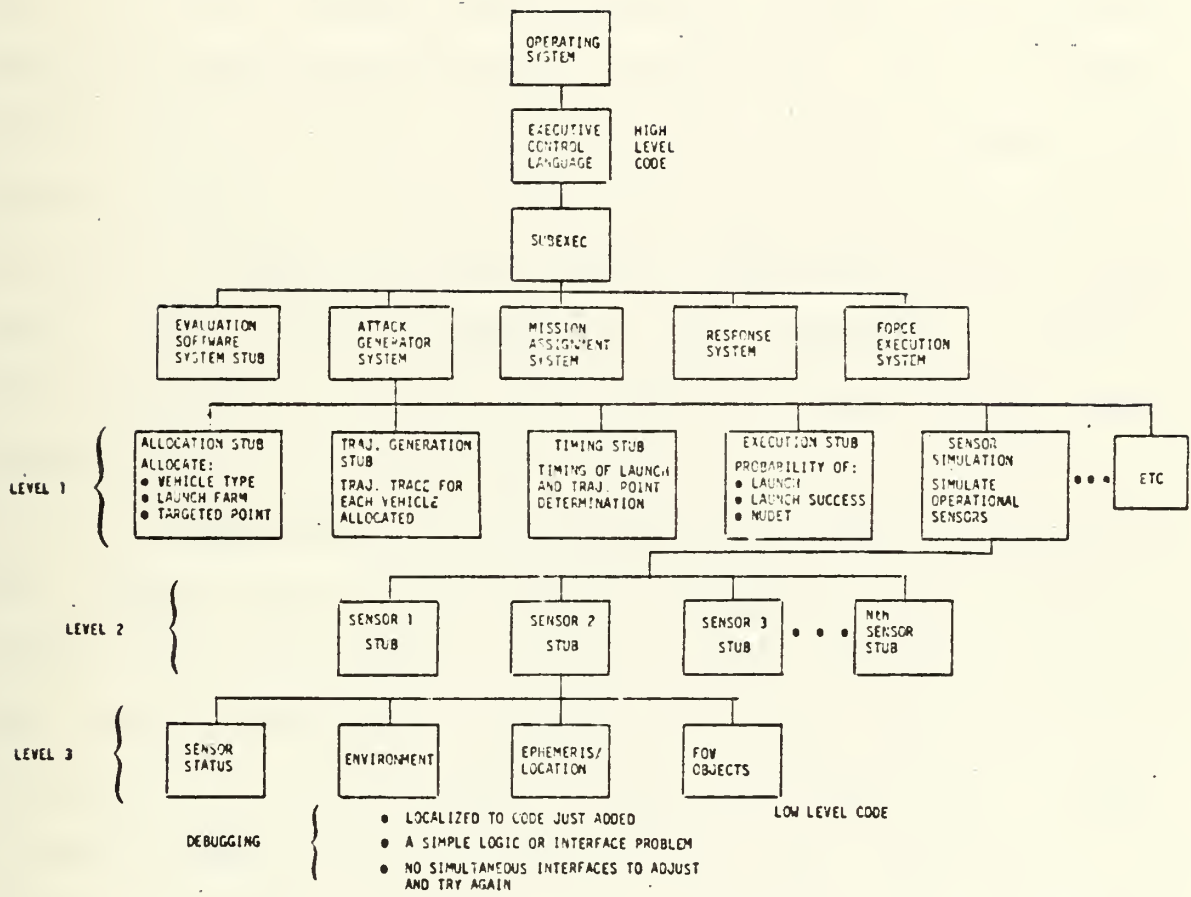 OPERATING
SYSTEM
EXECUTIVE
CONTROL
LANGUAGE
HIGH
LEVEL
CODE
SUBEXEC
EVALUATION
SOFTWARE
SYSTEM STUB
ATTACK
GENERATOR
SYSTEM
MISSION
ASSIGNMENT
SYSTEM
RESPONSE
SYSTEM
FORCE
EXECUTION
SYSTEM
LEVEL 1
ALLOCATION STUB
ALLOCATE:
• VEHICLE TYPE
• LAUNCH FARM
• TARGETED POINT
TRAJ. GENERATION
STUB
TRAJ. TRACE FOR
EACH VEHICLE
ALLOCATED
TIMING STUB
TIMING OF LAUNCH
AND TRAJ. POINT
DETERMINATION
EXECUTION STUB
PROBABILITY OF:
• LAUNCH
• LAUNCH SUCCESS
• NUDET
SENSOR
SIMULATION
SIMULATE
OPERATIONAL
SENSORS
• • •
ETC
LEVEL 2
SENSOR 1
STUB
SENSOR 2
STUB
SENSOR 3
STUB
• • •
Nth
SENSOR
STUB
LEVEL 3
SENSOR
STATUS
ENVIRONMENT
EPHEMERIS/
LOCATION
FOV
OBJECTS
LOW LEVEL CODE
DEBUGGING
• LOCALIZED TO CODE JUST ADDED
• A SIMPLE LOGIC OR INTERFACE PROBLEM
• NO SIMULTANEOUS INTERFACES TO ADJUST
AND TRY AGAIN